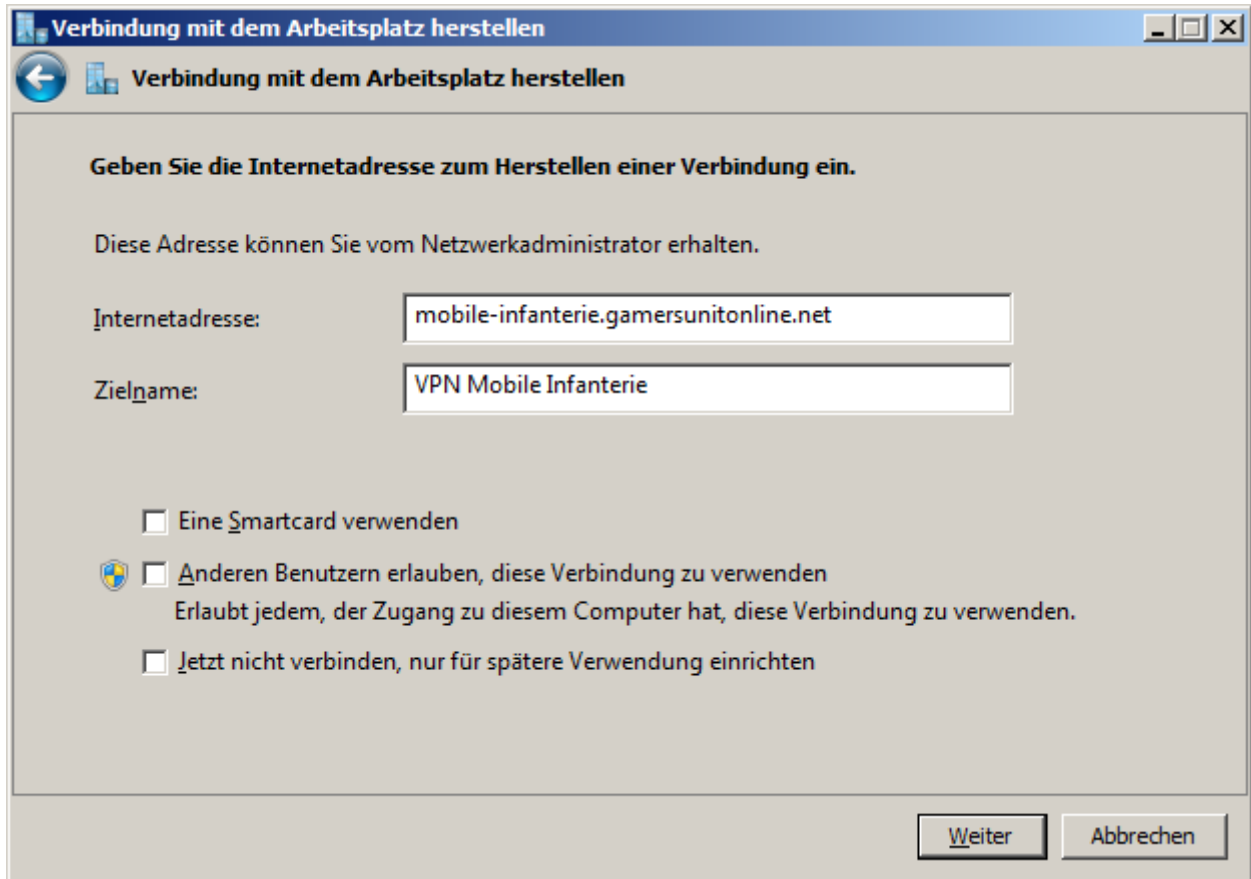 Verbindung mit dem Arbeitsplatz herstellen
Verbindung mit dem Arbeitsplatz herstellen
Geben Sie die Internetadresse zum Herstellen einer Verbindung ein.
Diese Adresse können Sie vom Netzwerkadministrator erhalten.
Internetadresse: mobile-infanterie.gamersunitonline.net
Zielname: VPN Mobile Infanterie
Eine Smartcard verwenden
Anderen Benutzern erlauben, diese Verbindung zu verwenden
Erlaubt jedem, der Zugang zu diesem Computer hat, diese Verbindung zu verwenden.
Jetzt nicht verbinden, nur für spätere Verwendung einrichten
Weiter Abbrechen